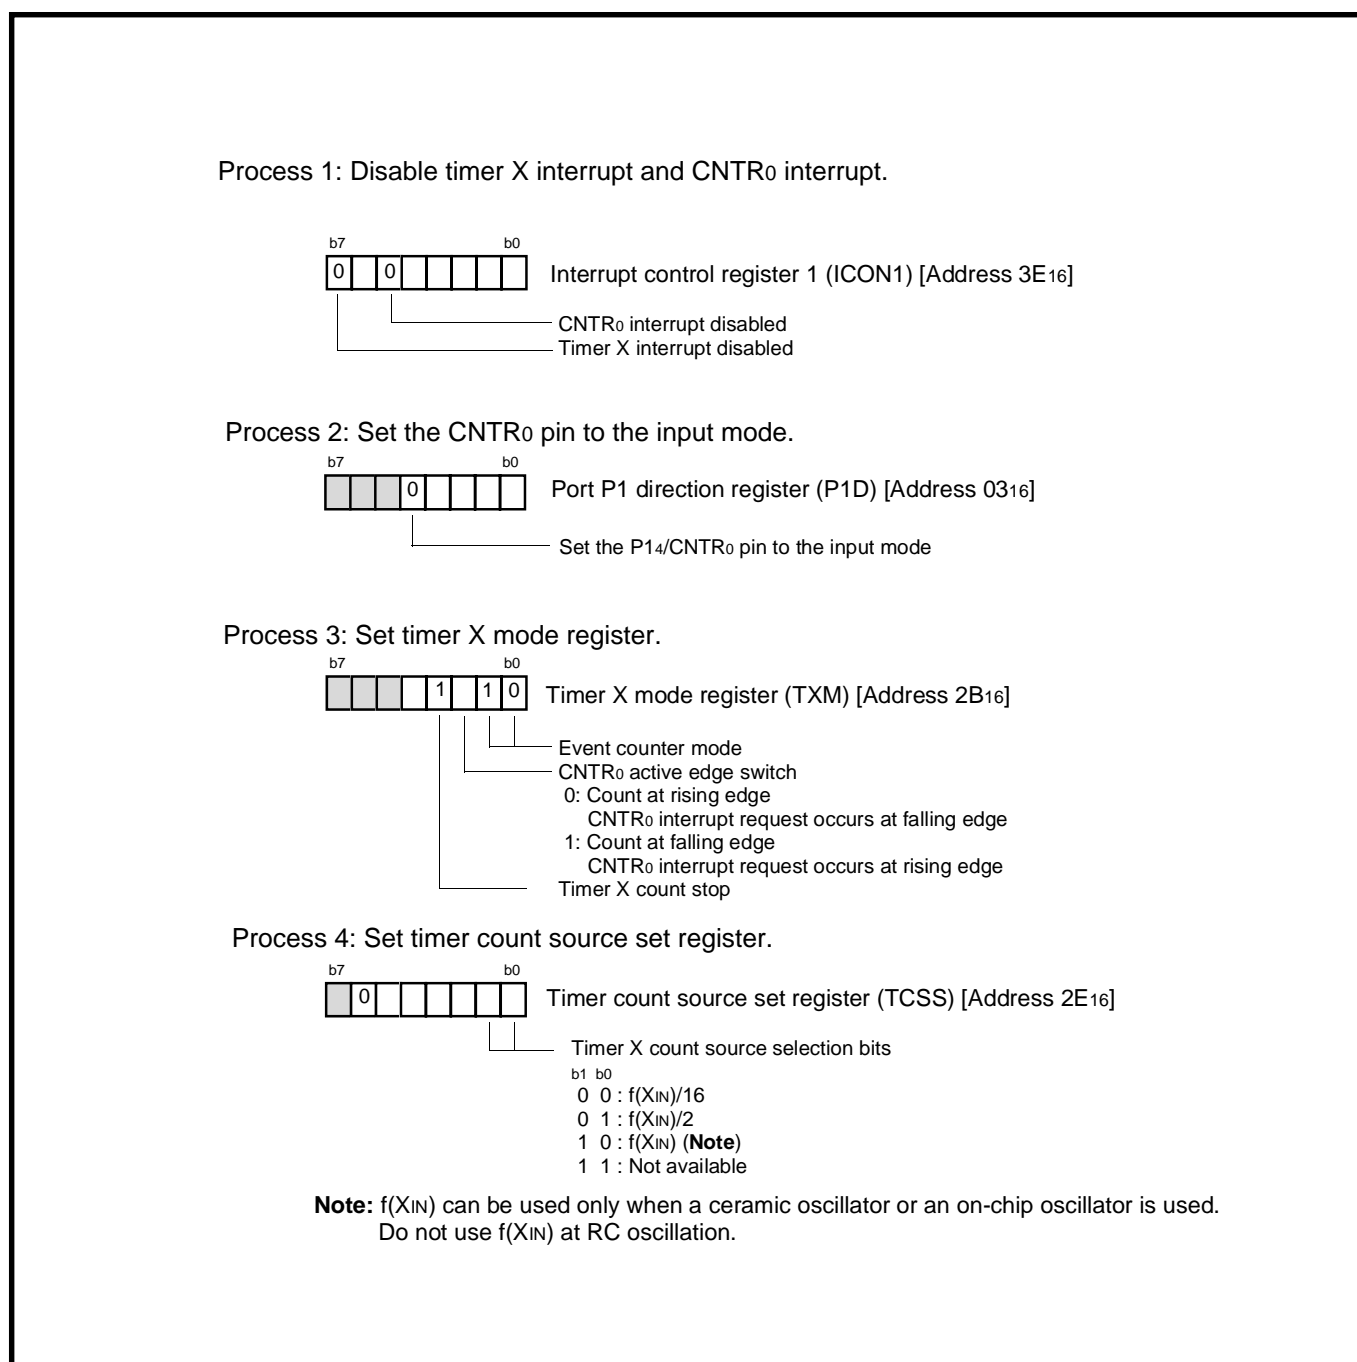 Process 1: Disable timer X interrupt and CNTR0 interrupt.
b7 b0
0 0 Interrupt control register 1 (ICON1) [Address 3E16]
CNTR0 interrupt disabled
Timer X interrupt disabled
Process 2: Set the CNTR0 pin to the input mode.
b7 b0
0 Port P1 direction register (P1D) [Address 0316]
Set the P14/CNTR0 pin to the input mode
Process 3: Set timer X mode register.
b7 b0
1 1 0 Timer X mode register (TXM) [Address 2B16]
Event counter mode
CNTR0 active edge switch
0: Count at rising edge
CNTR0 interrupt request occurs at falling edge
1: Count at falling edge
CNTR0 interrupt request occurs at rising edge
Timer X count stop
Process 4: Set timer count source set register.
b7 b0
0 Timer count source set register (TCSS) [Address 2E16]
Timer X count source selection bits
b1 b0
0 0 : f(XIN)/16
0 1 : f(XIN)/2
1 0 : f(XIN) (Note)
1 1 : Not available
Note: f(XIN) can be used only when a ceramic oscillator or an on-chip oscillator is used.
Do not use f(XIN) at RC oscillation.